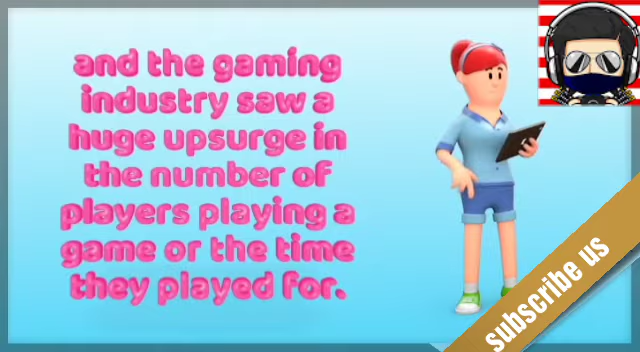 and the gaming
industry saw a
huge upsurge in
the number of
players playing a
game or the time
they played for.
subscribe us